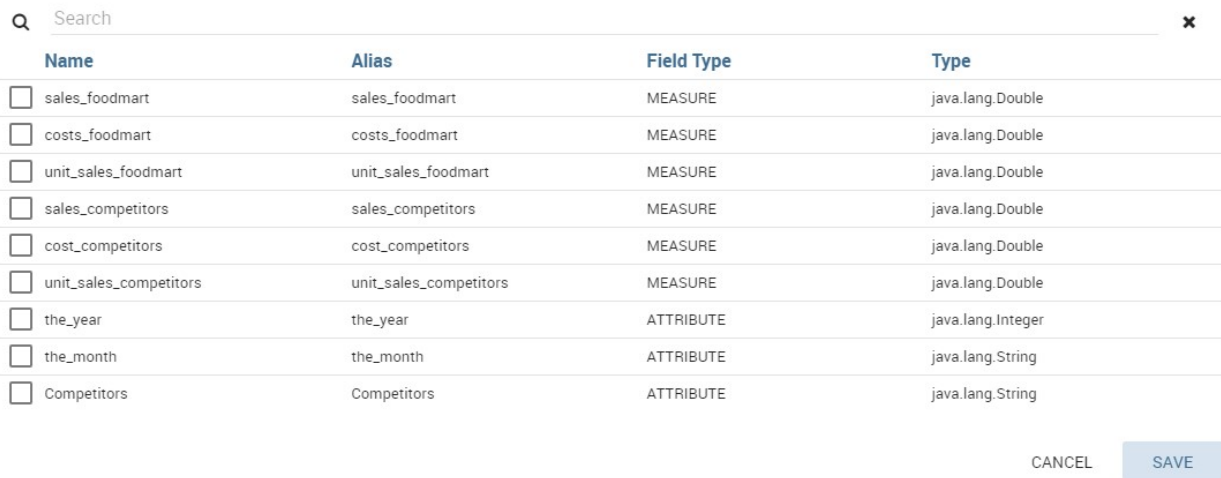 Search
Name Alias Field Type Type
sales_foodmart sales_foodmart MEASURE java.lang.Double
costs_foodmart costs_foodmart MEASURE java.lang.Double
unit_sales_foodmart unit_sales_foodmart MEASURE java.lang.Double
sales_competitors sales_competitors MEASURE java.lang.Double
cost_competitors cost_competitors MEASURE java.lang.Double
unit_sales_competitors unit_sales_competitors MEASURE java.lang.Double
the_year the_year ATTRIBUTE java.lang.Integer
the_month the_month ATTRIBUTE java.lang.String
Competitors Competitors ATTRIBUTE java.lang.String
CANCEL SAVE